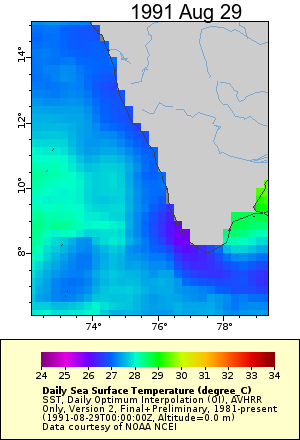 1991 Aug 29
14°
12°
10°
8°
74° 76° 78°
24 25 26 27 28 29 30 31 32 33 34
Daily Sea Surface Temperature (degree_C)
SST, Daily Optimum Interpolation (OI), AVHRR
Only, Version 2, Final+Preliminary, 1981-present
(1991-08-29T00:00:00Z, Altitude=0.0 m)
Data courtesy of NOAA NCEI